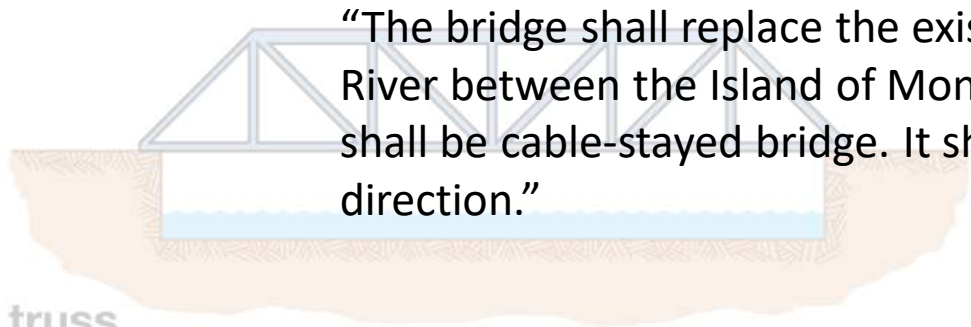 “The bridge shall replace the
River between the Island of
shall be cable-stayed bridge. It
direction.”
truss